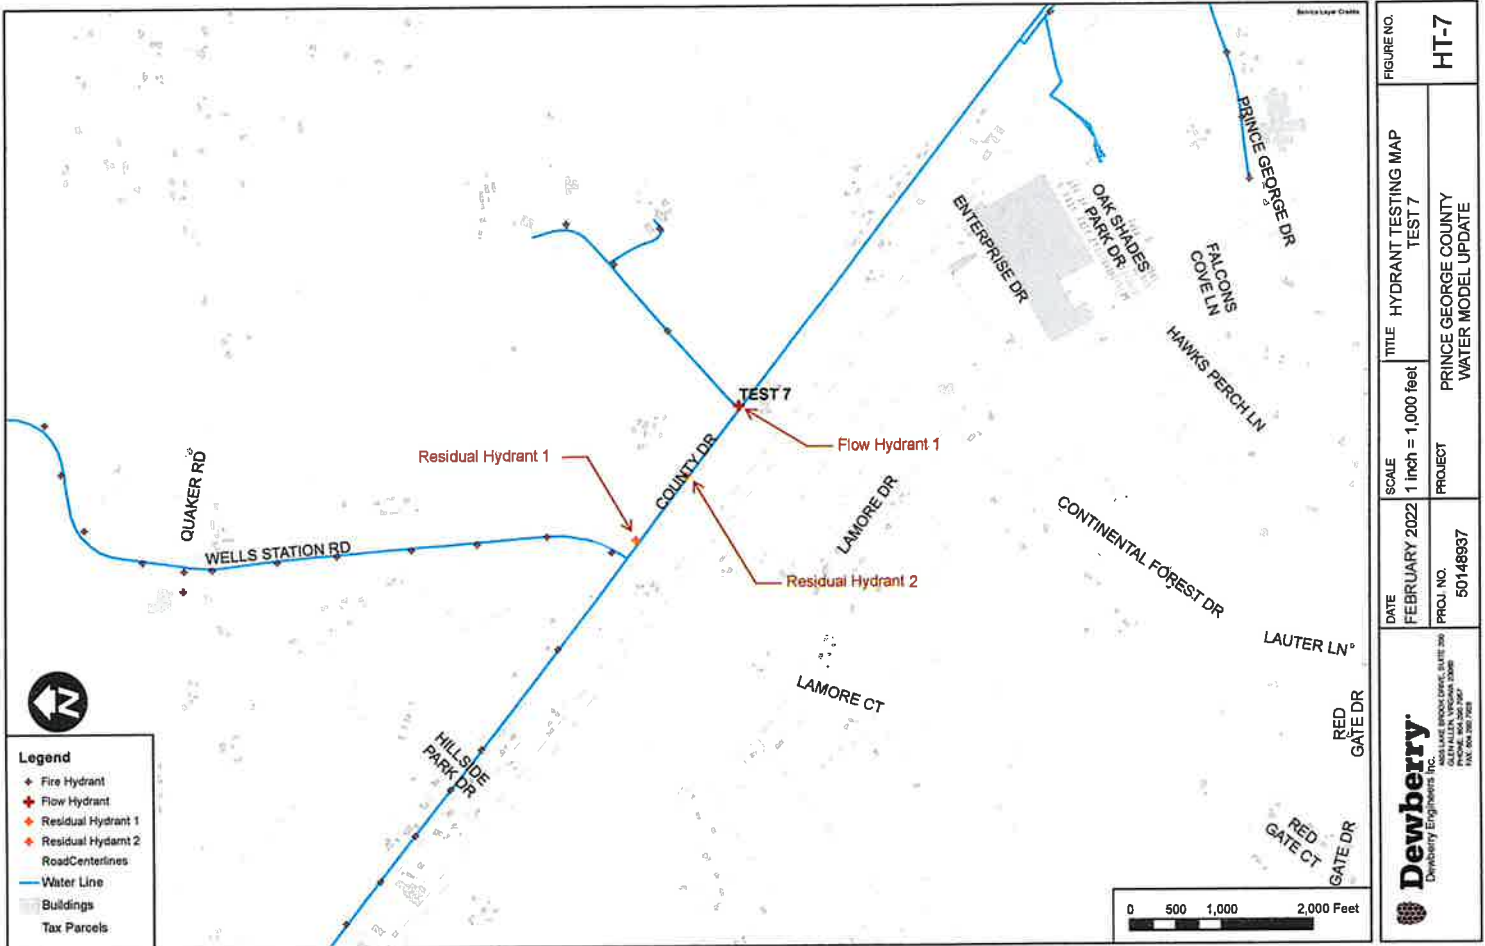 Service Layer Credits
PRINCE GEORGE DR
OAK SHADES
PARK DR
ENTERPRISE DR
FALCONS
COVE LN
HAWKS PERCH LN
TEST 7
Flow Hydrant 1
Residual Hydrant 1
COUNTY DR
QUAKER RD
LAMORE DR
CONTINENTAL FOREST DR
WELLS STATION RD
Residual Hydrant 2
LAUTER LN
LAMORE CT
RED
GATE DR
HILLSIDE
PARK DR
RED
GATE CT
GATE DR
N
Legend
Fire Hydrant
Flow Hydrant
Residual Hydrant 1
Residual Hydarnt 2
RoadCenterlines
Water Line
Buildings
Tax Parcels
0 500 1,000 2,000 Feet
FIGURE NO.
HT-7
TITLE
HYDRANT TESTING MAP
TEST 7
PROJECT
PRINCE GEORGE COUNTY
WATER MODEL UPDATE
SCALE
1 inch = 1,000 feet
DATE
FEBRUARY 2022
PROJ. NO.
50148937
Dewberry
Dewberry Engineers Inc.